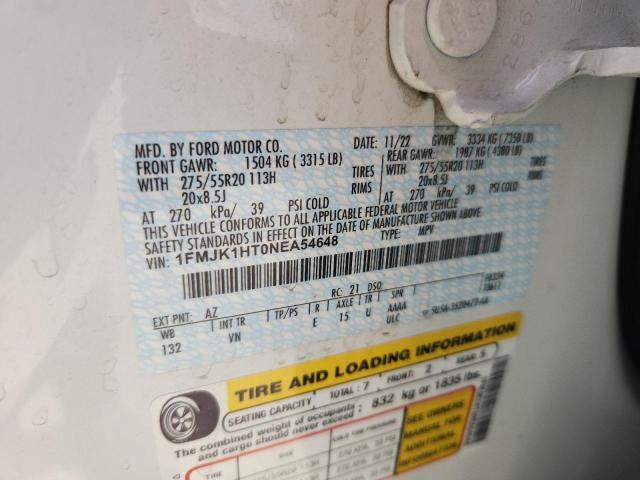 MFD. BY FORD MOTOR CO.
DATE: 11/22 GVWR: 3334 KG (7350 LB)
FRONT GAWR: 1504 KG (3315 LB)
REAR GAWR: 1987 KG (4380 LB)
WITH 275/55R20 113H TIRES
WITH 275/55R20 113H TIRES
20x8.5J RIMS
20x8.5J RIMS
AT 270 kPa/ 39 PSI COLD
AT 270 kPa/ 39 PSI COLD
THIS VEHICLE CONFORMS TO ALL APPLICABLE FEDERAL MOTOR VEHICLE
SAFETY STANDARDS IN EFFECT ON THE DATE OF MANUFACTURE SHOWN ABOVE
VIN: 1FMJK1HT0NEA54648 TYPE: MPV
EXT PNT: AZ RC: 21 DSO:
WB INT TR TP/PS R AXLE TR SPR
132 VN E 15 U AAAA
ULC
TIRE AND LOADING INFORMATION
SEATING CAPACITY TOTAL: 7 FRONT: 2 REAR: 5
The combined weight of occupants
and cargo should never exceed: 832 kg or 1835 lbs.
SEE OWNERS
MANUAL FOR
ADDITIONAL
INFORMATION
TIRE